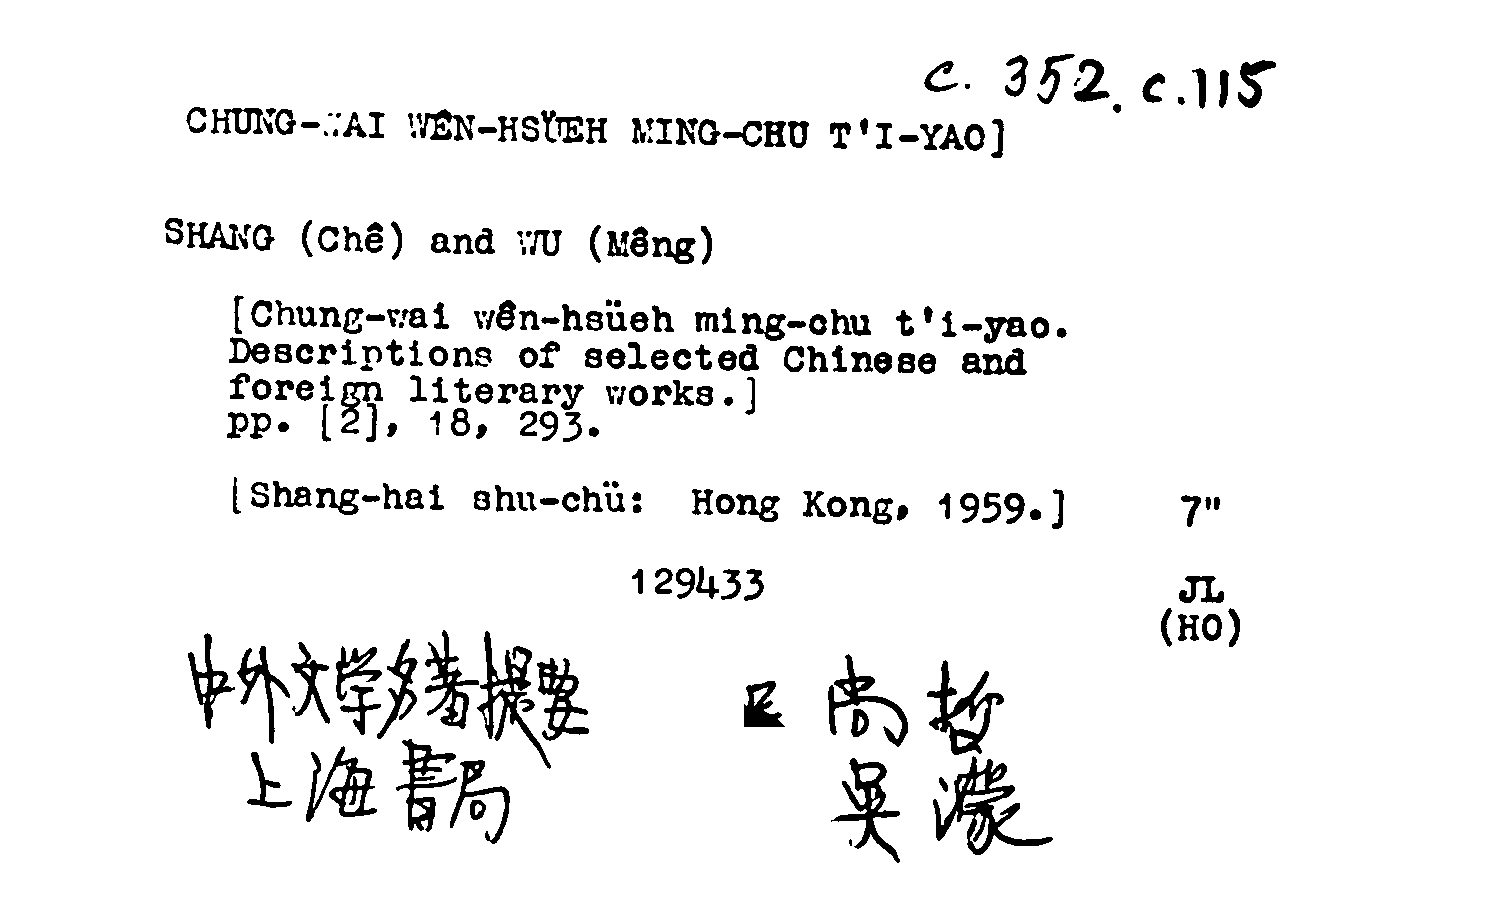 c. 352. c.115
CHUNG-WAI WÊN-HSÜEH MING-CHU T'I-YAO]
SHANG (Chê) and WU (Mêng)
[Chung-wai wên-hsüeh ming-chu t'i-yao.
Descriptions of selected Chinese and
foreign literary works.]
pp. [2], 18, 293.
[Shang-hai shu-chü: Hong Kong, 1959.] 7"
129433 JL
(HO)
中外文学名著提要 尚哲
上海書局 吳濛